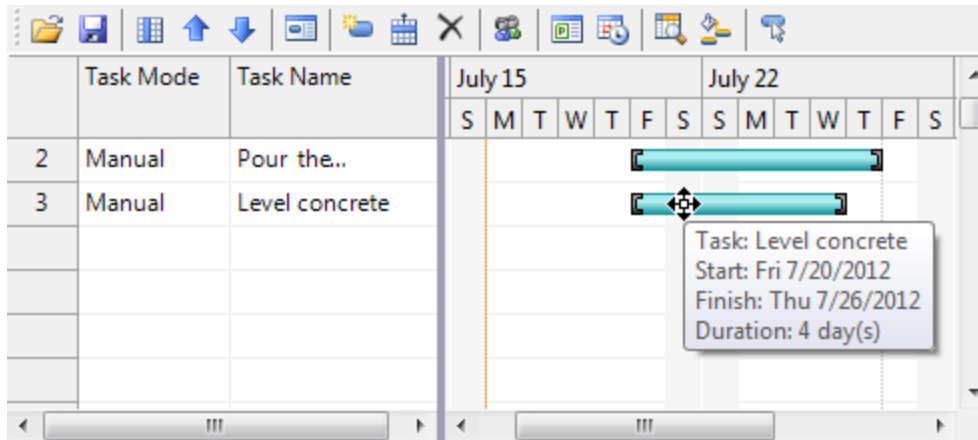 Task Mode Task Name July 15 July 22
S M T W T F S S M T W T F S
2 Manual Pour the...
3 Manual Level concrete
Task: Level concrete
Start: Fri 7/20/2012
Finish: Thu 7/26/2012
Duration: 4 day(s)